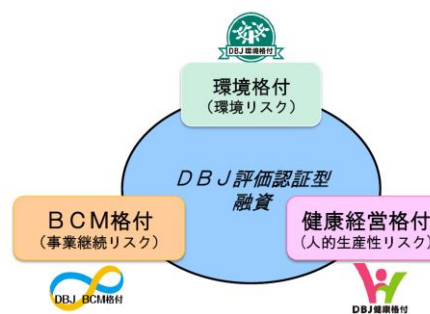 DBJ環境格付
環境格付
(環境リスク)
DBJ評価認証型
融資
BCM格付
(事業継続リスク)
健康経営格付
(人的生産性リスク)
DBJ BCM格付
DBJ健康格付